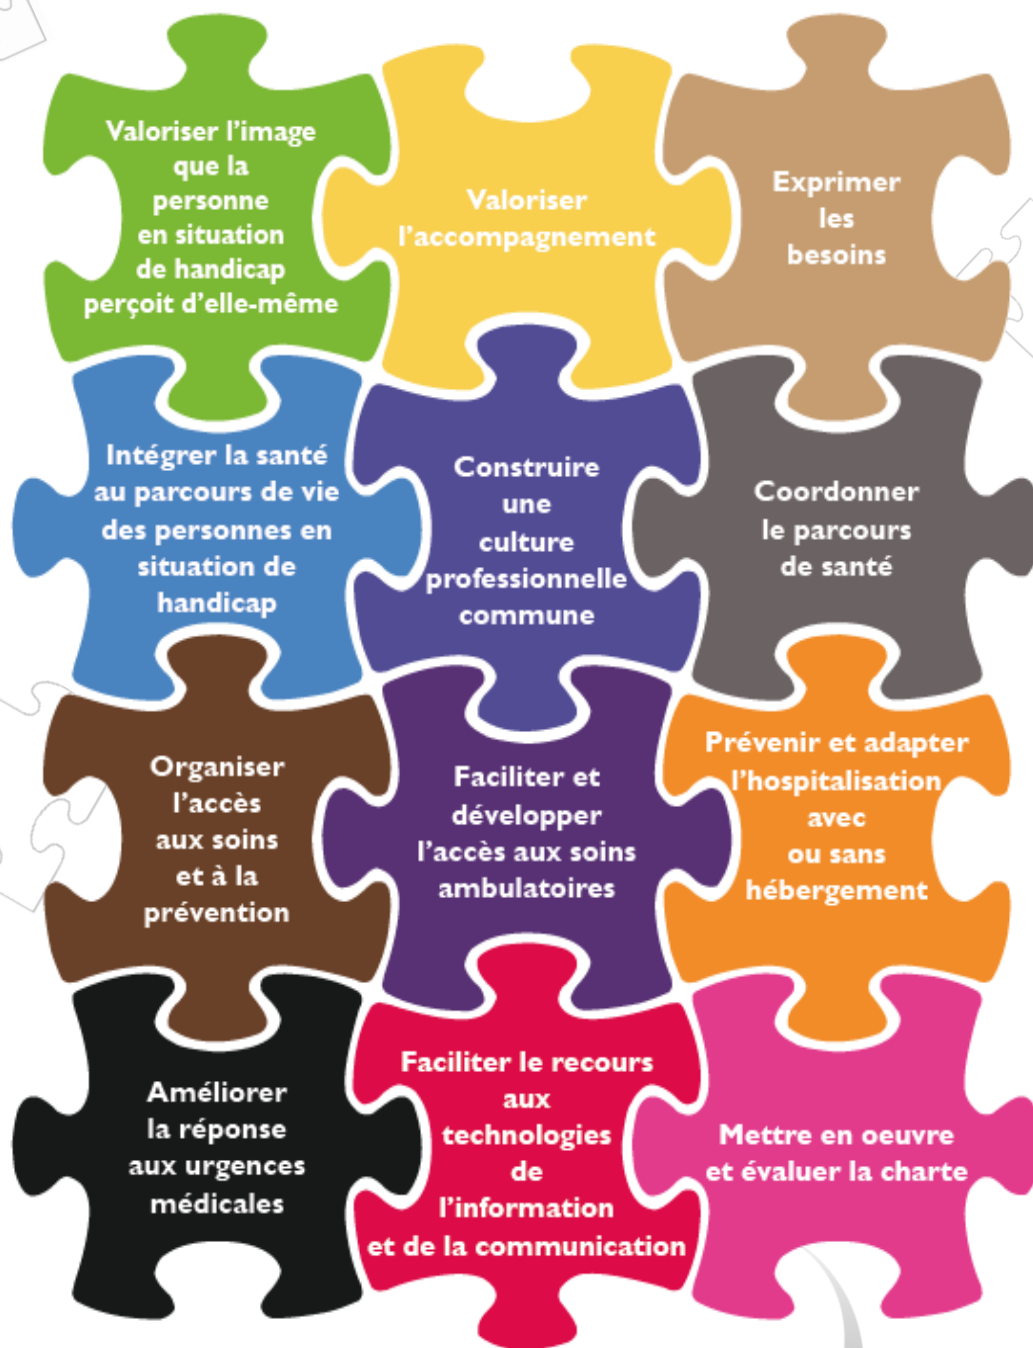 Valoriser l'image
que la
personne
en situation
de handicap
perçoit d'elle-même
Valoriser
l'accompagnement
Exprimer
les
besoins
Intégrer la santé
au parcours de vie
des personnes en
situation de
handicap
Construire
une
culture
professionnelle
commune
Coordonner
le parcours
de santé
Organiser
l'accès
aux soins
et à la
prévention
Faciliter et
développer
l'accès aux soins
ambulatoires
Prévenir et adapter
l'hospitalisation
avec
ou sans
hébergement
Améliorer
la réponse
aux urgences
médicales
Faciliter le recours
aux
technologies
de
l'information
et de la communication
Mettre en oeuvre
et évaluer la charte